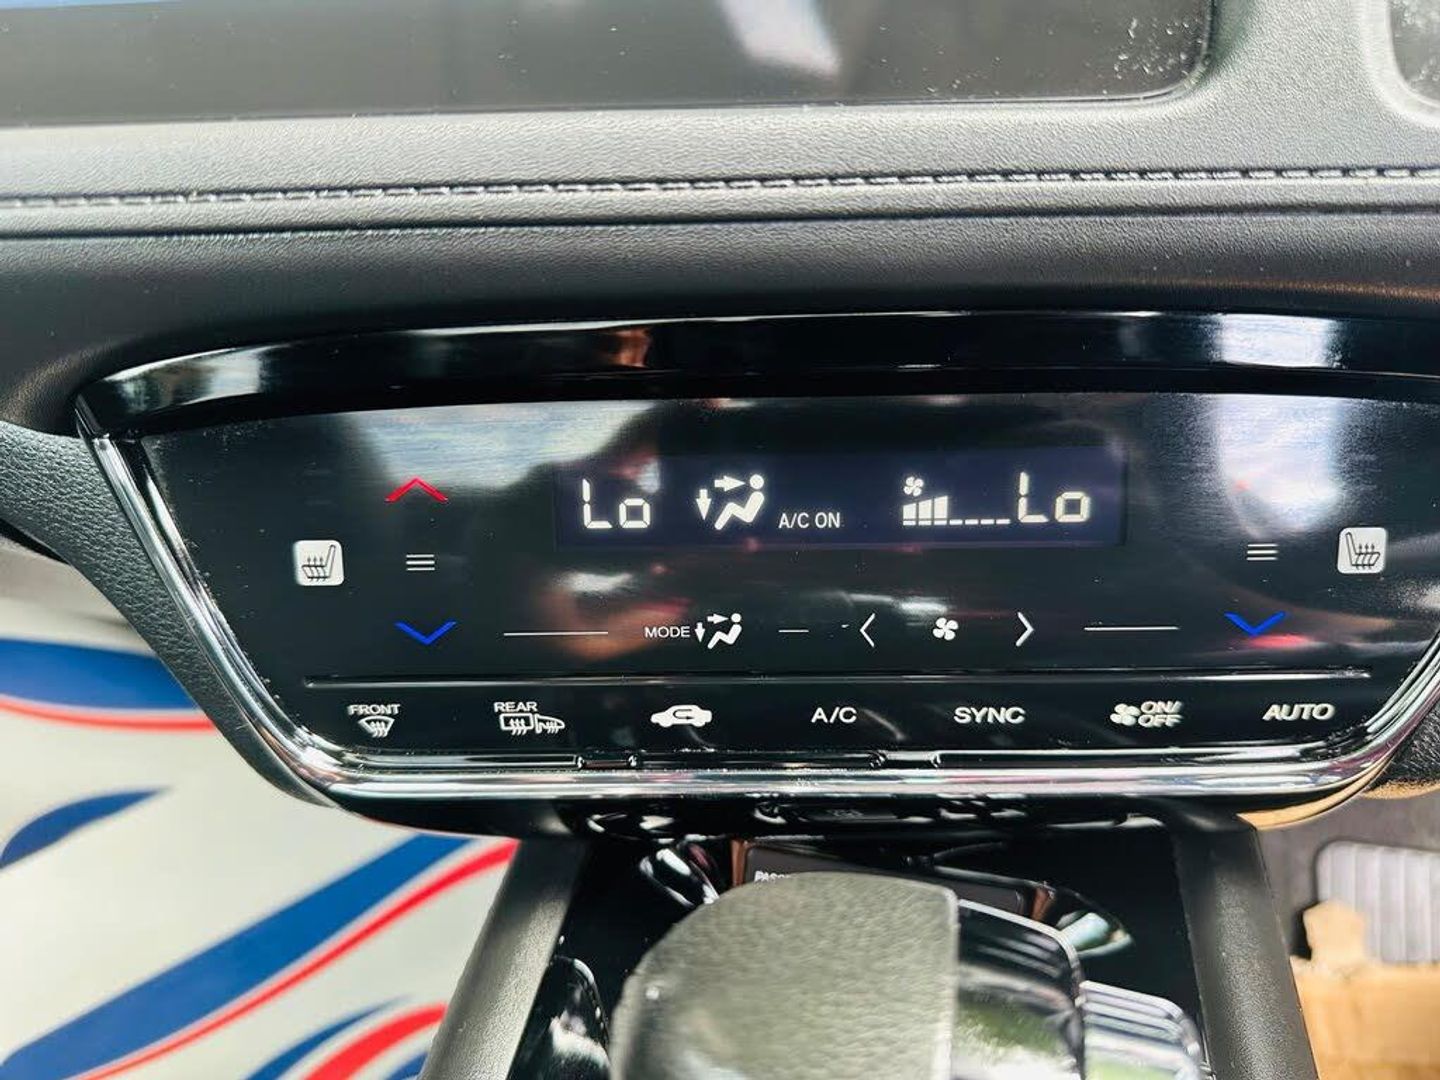 Lo A/C ON Lo
MODE
FRONT REAR A/C SYNC ON/OFF AUTO